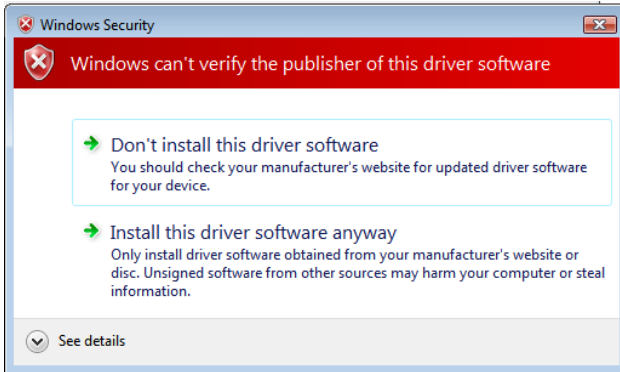 Windows Security
Windows can't verify the publisher of this driver software
Don't install this driver software
You should check your manufacturer's website for updated driver software
for your device.
Install this driver software anyway
Only install driver software obtained from your manufacturer's website or
disc. Unsigned software from other sources may harm your computer or steal
information.
See details